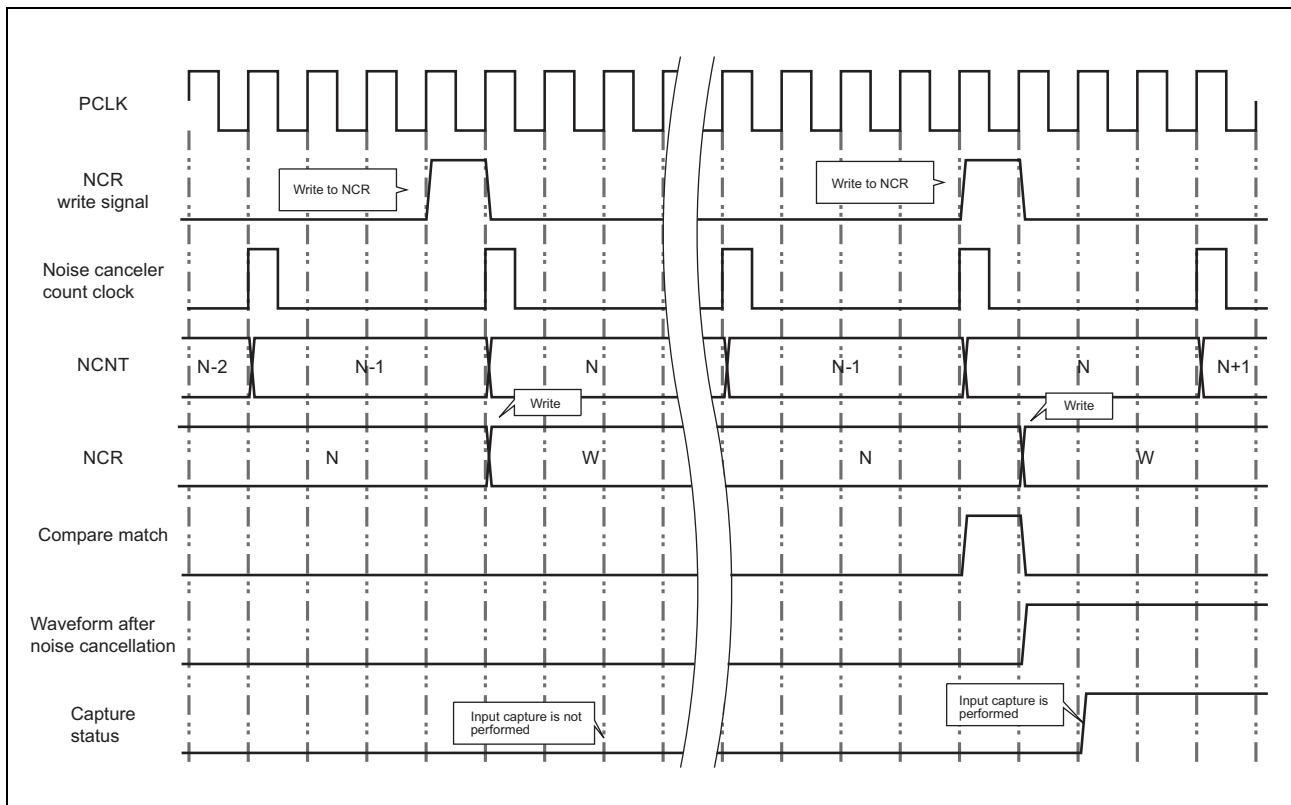 PCLK
NCR
write signal
Write to NCR
Write to NCR
Noise canceler
count clock
NCNT
N-2
N-1
N
N-1
N
N+1
Write
Write
NCR
N
W
N
W
Compare match
Waveform after
noise cancellation
Capture
status
Input capture is not
performed
Input capture is
performed